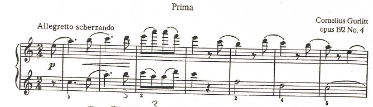 Prima
Allegretto scherzando
Cornelius Gurlitt
opus 192 No. 4
p